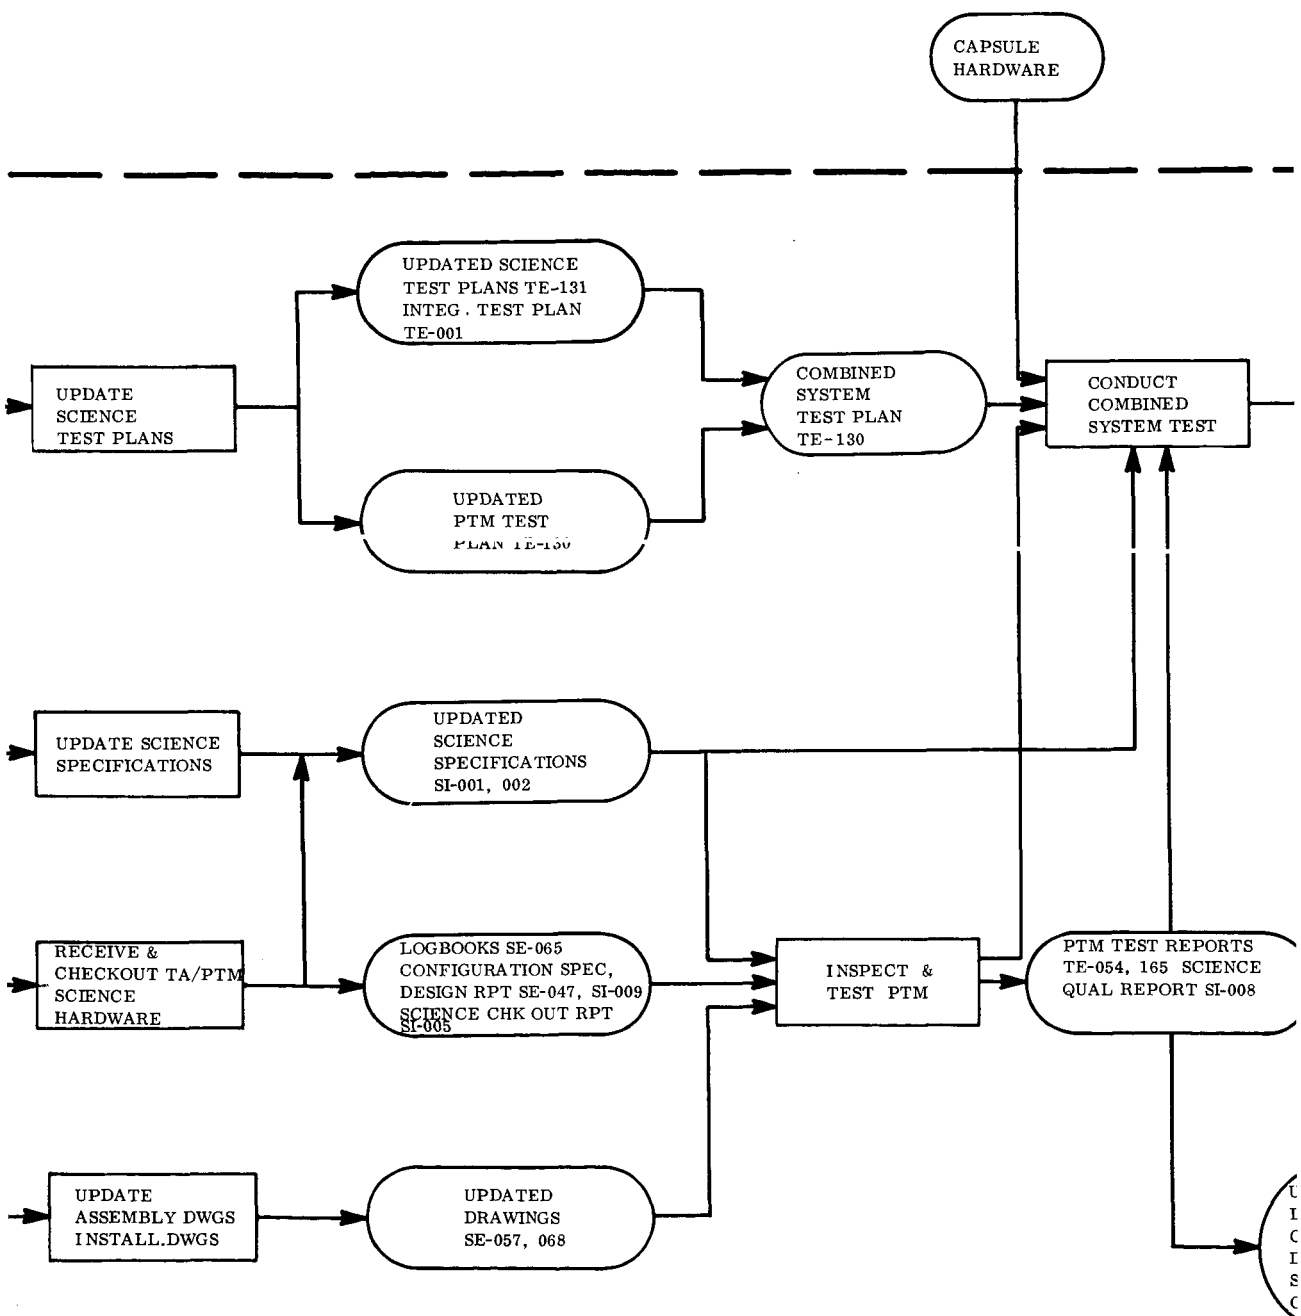 CAPSULE
HARDWARE
UPDATED SCIENCE
TEST PLANS TE-131
INTEG. TEST PLAN
TE-001
UPDATE
SCIENCE
TEST PLANS
COMBINED
SYSTEM
TEST PLAN
TE-130
CONDUCT
COMBINED
SYSTEM TEST
UPDATED
PTM TEST
PLAN TE-130
UPDATE SCIENCE
SPECIFICATIONS
UPDATED
SCIENCE
SPECIFICATIONS
SI-001, 002
RECEIVE &
CHECKOUT TA/PTM
SCIENCE
HARDWARE
LOGBOOKS SE-065
CONFIGURATION SPEC,
DESIGN RPT SE-047, SI-009
SCIENCE CHK OUT RPT
SI-005
INSPECT &
TEST PTM
PTM TEST REPORTS
TE-054, 165 SCIENCE
QUAL REPORT SI-008
UPDATE
ASSEMBLY DWGS
INSTALL.DWGS
UPDATED
DRAWINGS
SE-057, 068